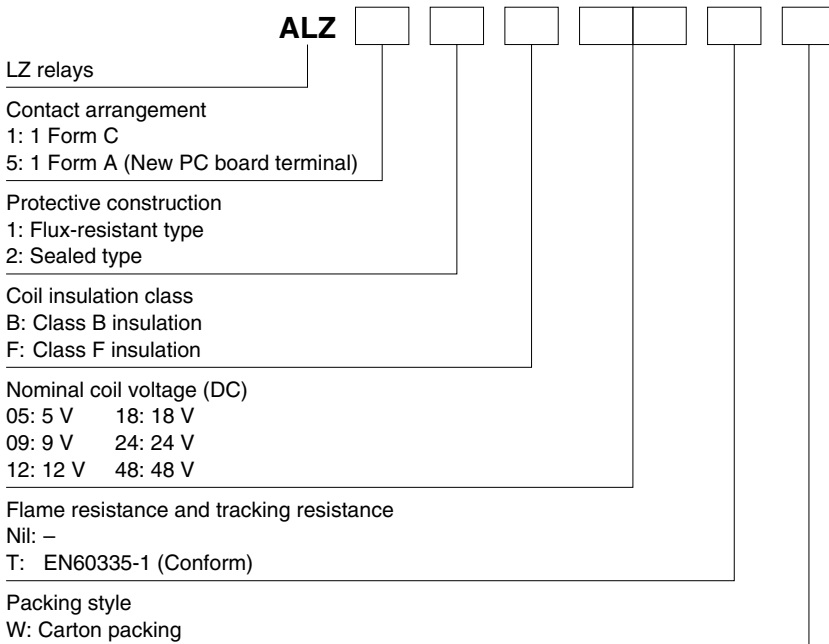 ALZ
LZ relays
Contact arrangement
1: 1 Form C
5: 1 Form A (New PC board terminal)
Protective construction
1: Flux-resistant type
2: Sealed type
Coil insulation class
B: Class B insulation
F: Class F insulation
Nominal coil voltage (DC)
05: 5 V 18: 18 V
09: 9 V 24: 24 V
12: 12 V 48: 48 V
Flame resistance and tracking resistance
Nil: –
T: EN60335-1 (Conform)
Packing style
W: Carton packing